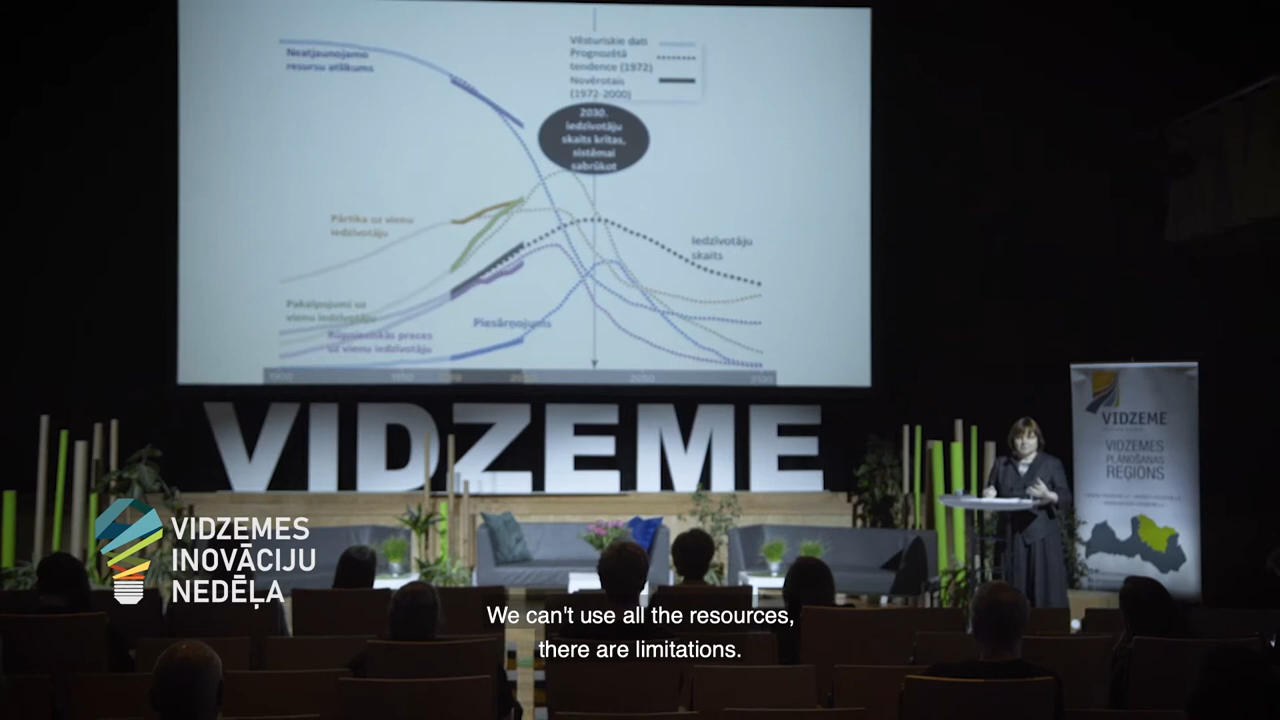 Vēsturiskie dati
Prognozētā
tendence (1972)
Novērotais
(1972-2000)
Neatjaunojamo
resursu atlikums
2030.
iedzīvotāju
skaits krītas,
sistēmai
sabrūkot
Pārtika uz vienu
iedzīvotāju
Iedzīvotāju
skaits
Pakalpojumi uz
vienu iedzīvotāju
Piesārņojums
Rūpnieciskās preces
uz vienu iedzīvotāju
1900
VIDZEME
VIDZEME
VIDZEMES
PLĀNOŠANAS
REĢIONS
VIDZEMES
INOVĀCIJU
NEDĒĻA
We can't use all the resources,
there are limitations.